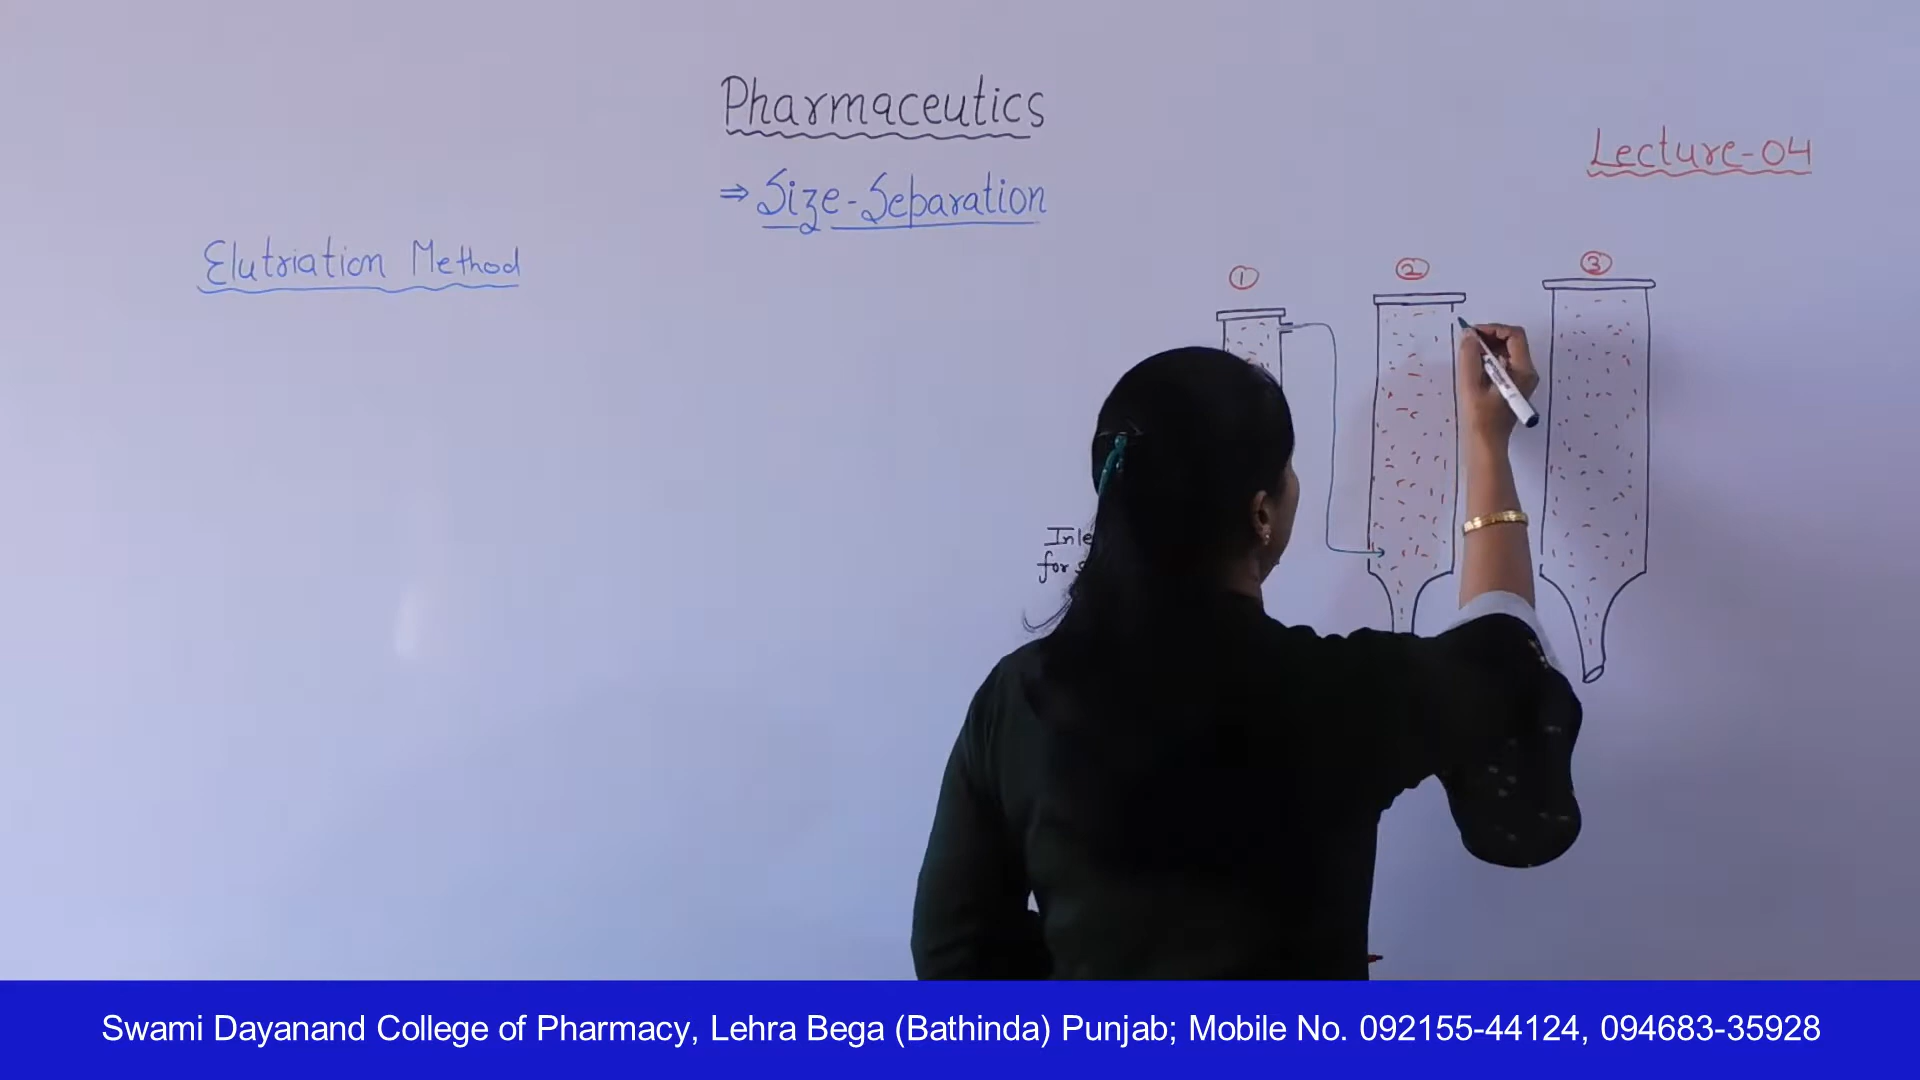 Pharmaceutics
Lecture-04
⇒ Size-Separation
Elutriation Method
① ② ③
for
Swami Dayanand College of Pharmacy, Lehra Bega (Bathinda) Punjab; Mobile No. 092155-44124, 094683-35928